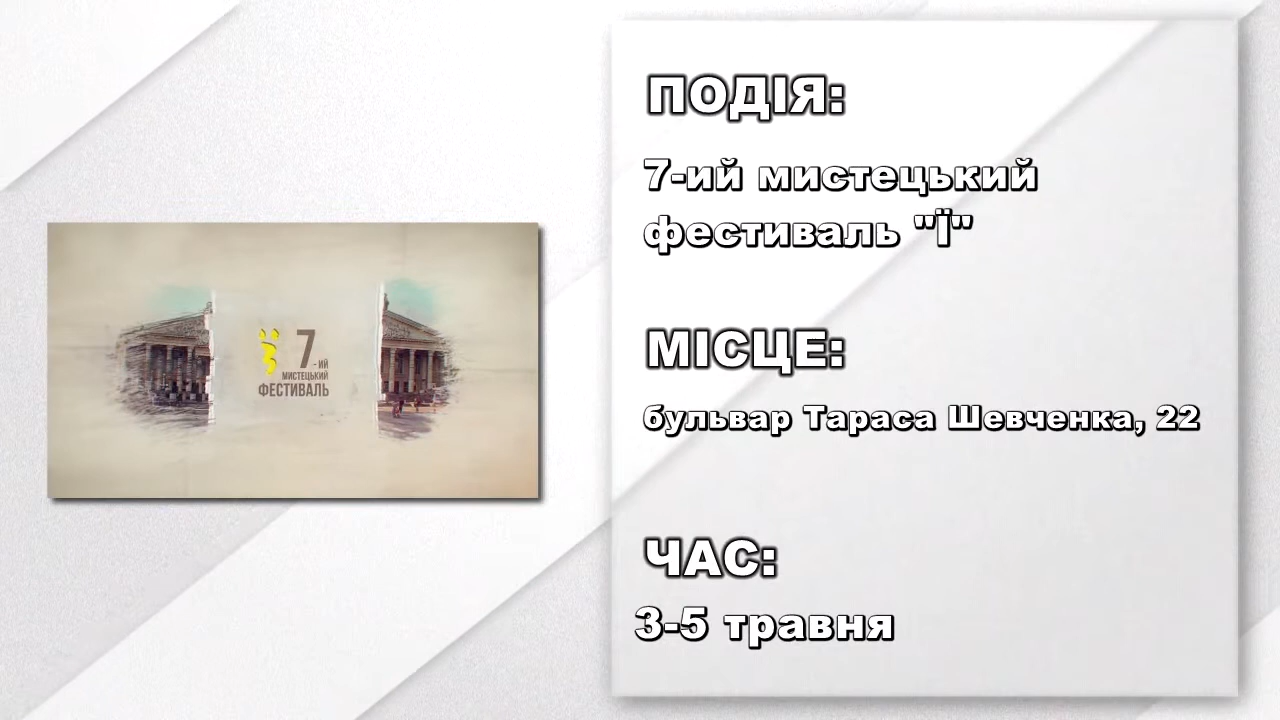 ПОДІЯ:
7-ий мистецький
фестиваль "Ї"
МІСЦЕ:
бульвар Тараса Шевченка, 22
ЧАС:
3-5 травня
Ї 7-ИЙ
МИСТЕЦЬКИЙ
ФЕСТИВАЛЬ